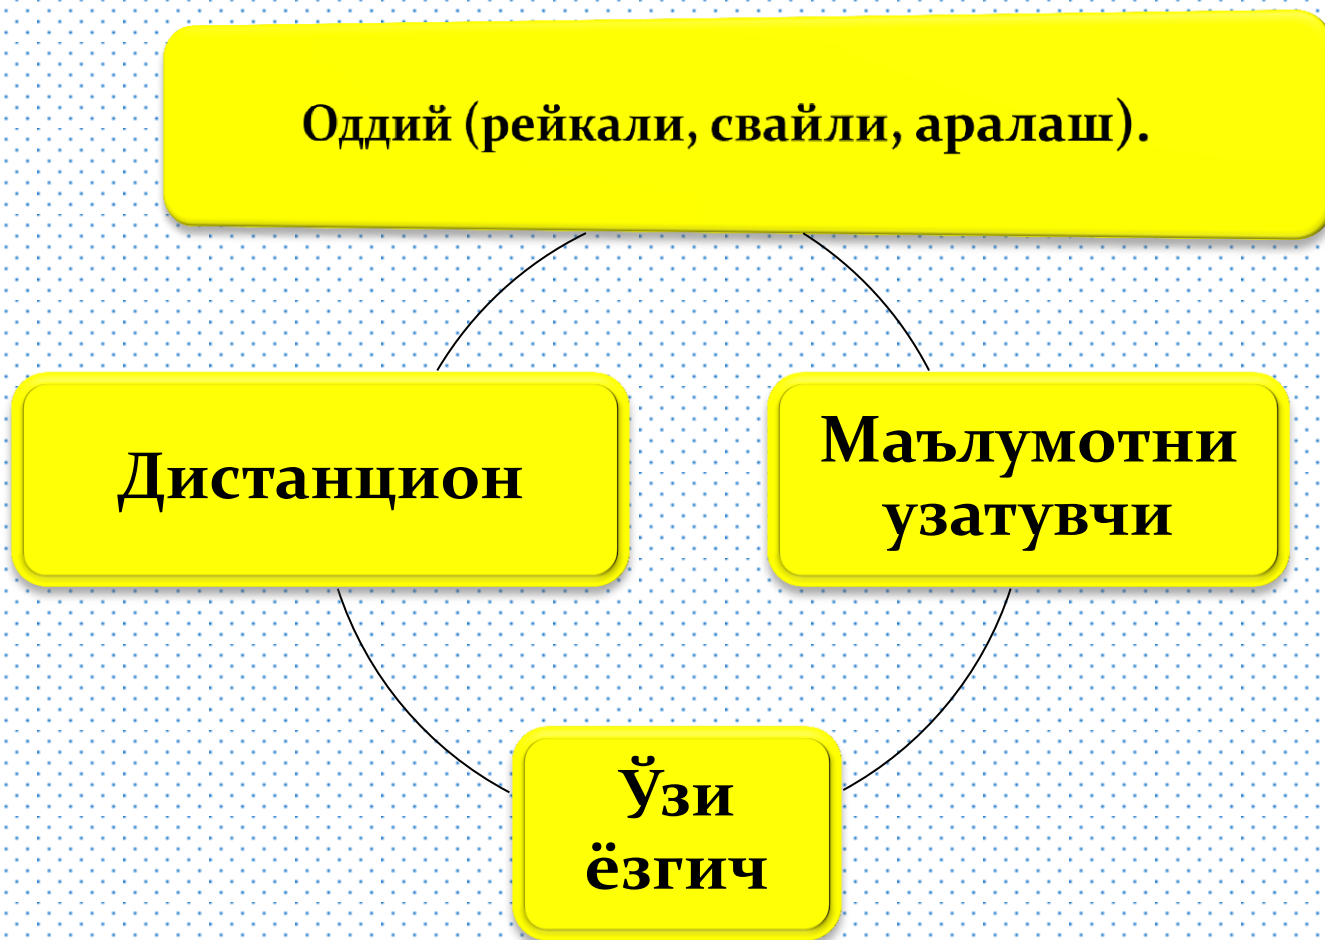 Оддий (рейкали, свайли, аралаш).
Дистанцион
Маълумотни
узатувчи
Ўзи
ёзгич